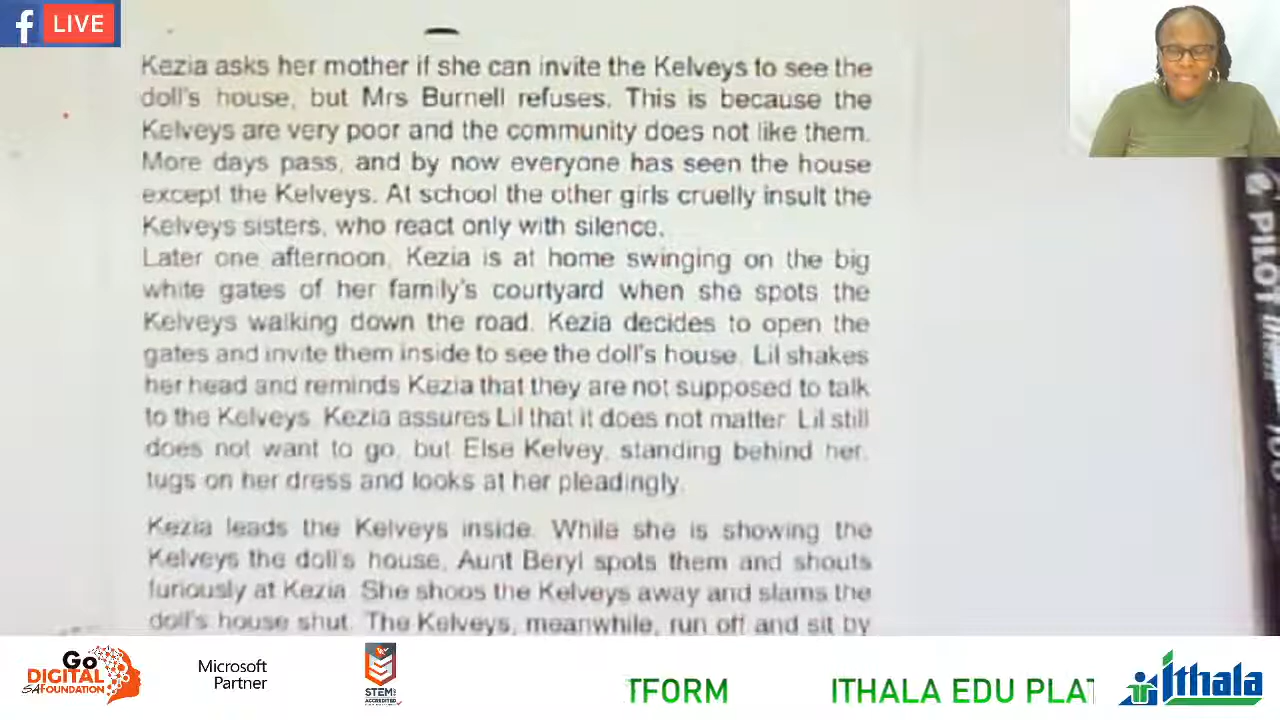 f LIVE
Kezia asks her mother if she can invite the Kelveys to see the
doll's house, but Mrs Burnell refuses. This is because the
Kelveys are very poor and the community does not like them.
More days pass, and by now everyone has seen the house
except the Kelveys. At school the other girls cruelly insult the
Kelveys sisters, who react only with silence.
Later one afternoon, Kezia is at home swinging on the big
white gates of her family's courtyard when she spots the
Kelveys walking down the road. Kezia decides to open the
gates and invite them inside to see the doll's house. Lil shakes
her head and reminds Kezia that they are not supposed to talk
to the Kelveys. Kezia assures Lil that it does not matter. Lil still
does not want to go, but Else Kelvey, standing behind her,
tugs on her dress and looks at her pleadingly.
Kezia leads the Kelveys inside. While she is showing the
Kelveys the doll's house, Aunt Beryl spots them and shouts
furiously at Kezia. She shoos the Kelveys away and slams the
doll's house shut. The Kelveys, meanwhile, run off and sit by
PILOT
Go
DIGITAL
SA FOUNDATION
Microsoft
Partner
STEM
ACCREDITED
TFORM
ITHALA EDU PLAT
Ithala